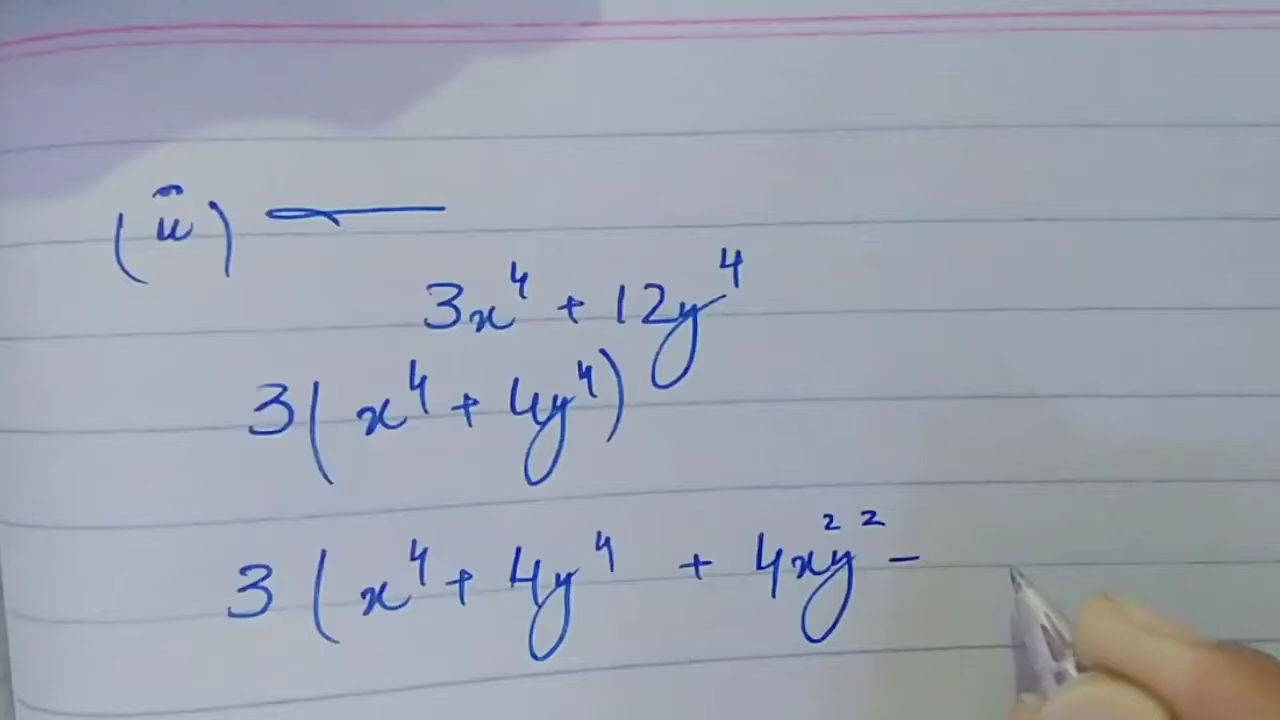 (ii)
3x⁴ + 12y⁴
3(x⁴ + 4y⁴)
3(x⁴ + 4y⁴ + 4x²y² −